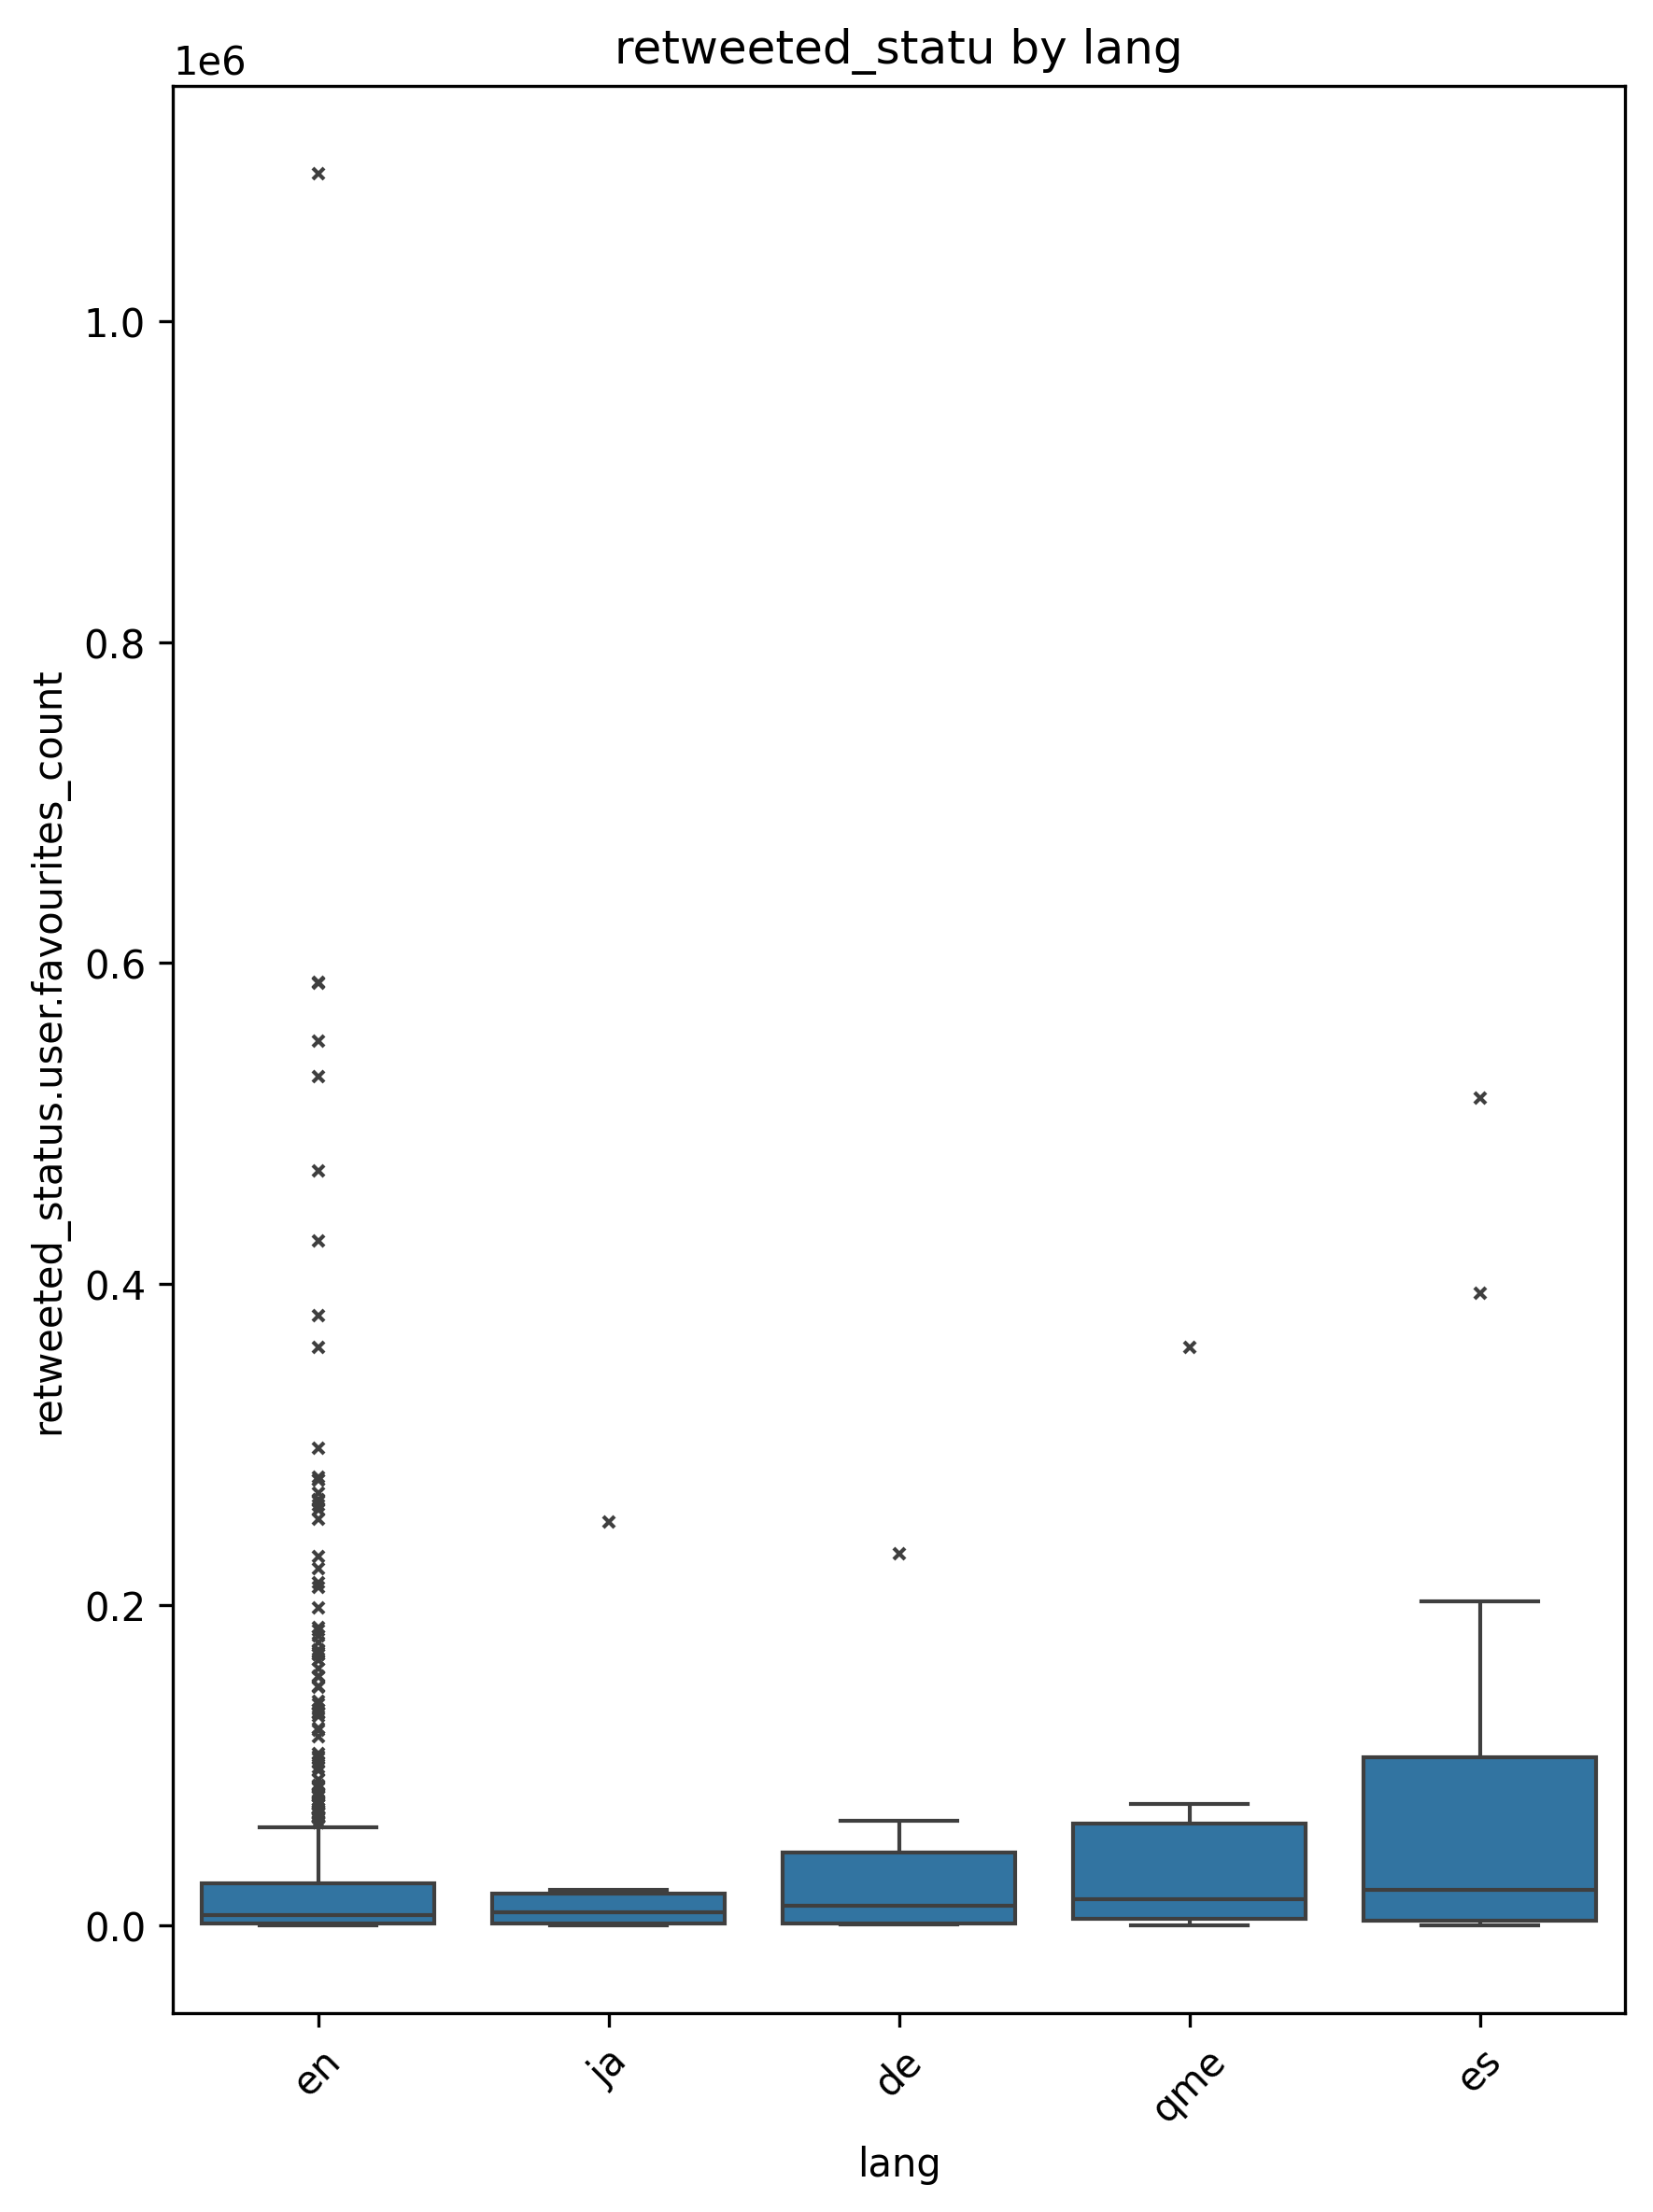 retweeted_statu by lang
1e6
1.0
0.8
0.6
0.4
0.2
0.0
retweeted_status.user.favourites_count
en
ja
de
qme
es
lang